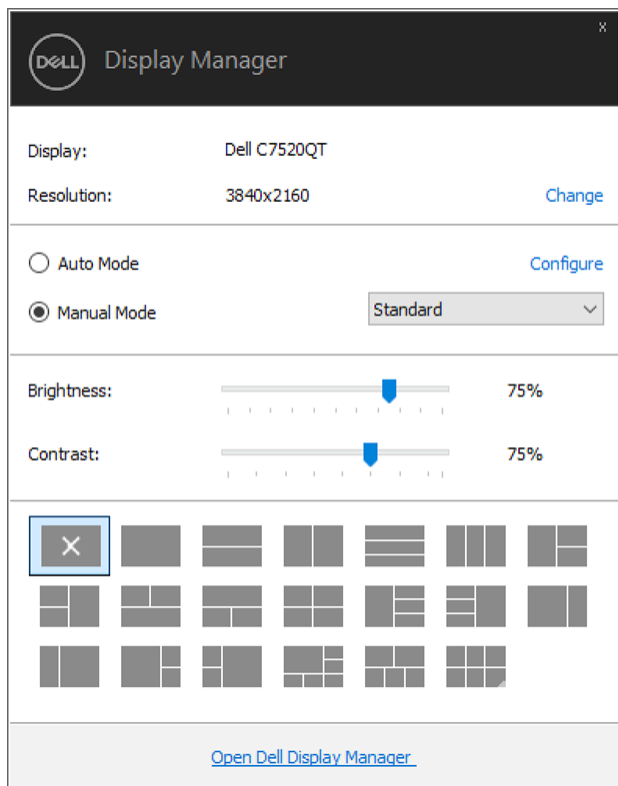 x
DELL Display Manager
Display: Dell C7520QT
Resolution: 3840x2160 Change
Auto Mode Configure
Manual Mode Standard
Brightness: 75%
Contrast: 75%
Open Dell Display Manager